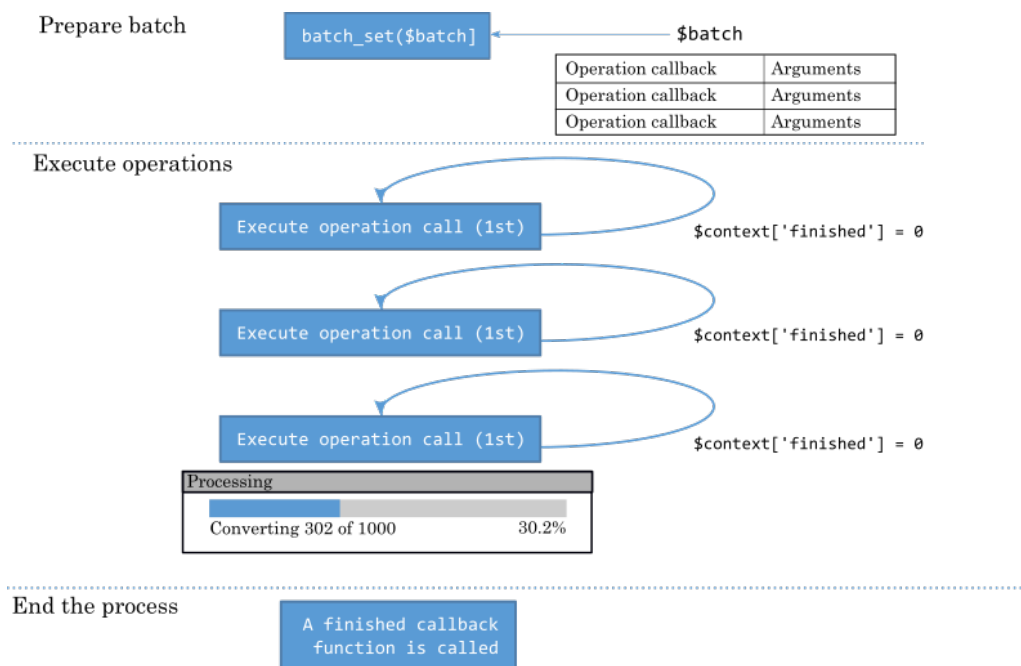 Prepare batch
batch_set($batch]
$batch
Operation callback Arguments
Operation callback Arguments
Operation callback Arguments
Execute operations
Execute operation call (1st)
$context['finished'] = 0
Execute operation call (1st)
$context['finished'] = 0
Execute operation call (1st)
$context['finished'] = 0
Processing
Converting 302 of 1000 30.2%
End the process
A finished callback
function is called